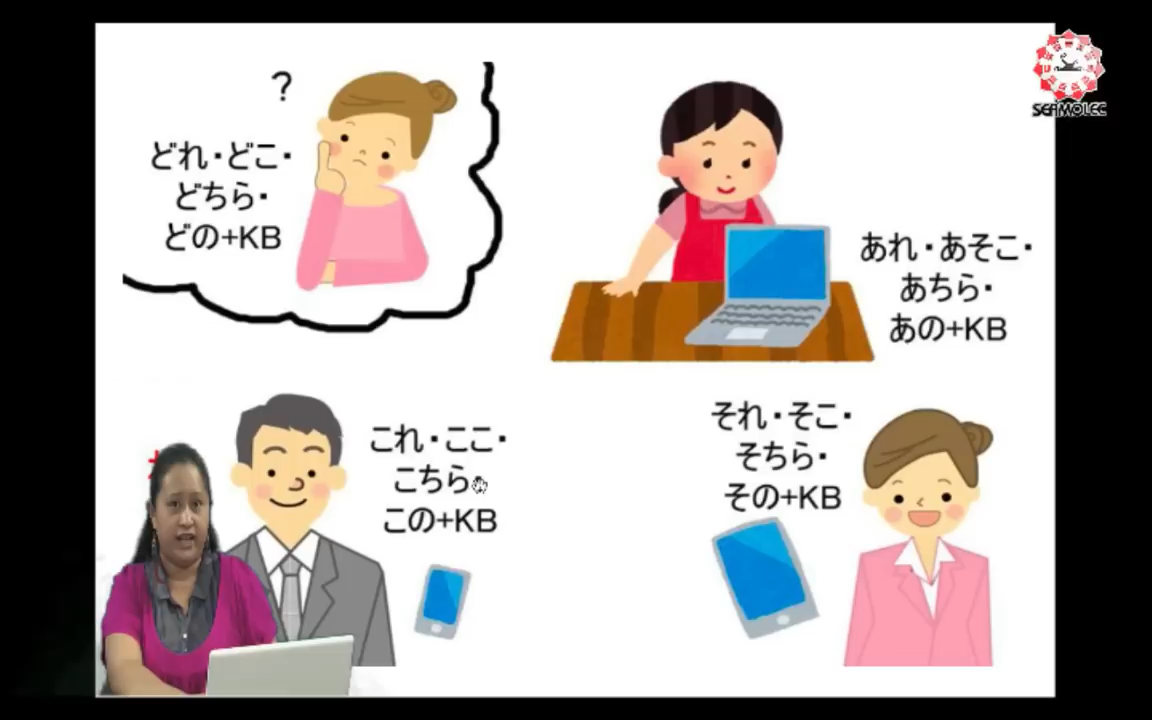 ?
どれ・どこ・
どちら・
どの+KB
あれ・あそこ・
あちら・
あの+KB
これ・ここ・
こちら
この+KB
それ・そこ・
そちら・
その+KB
SEAMOLEC